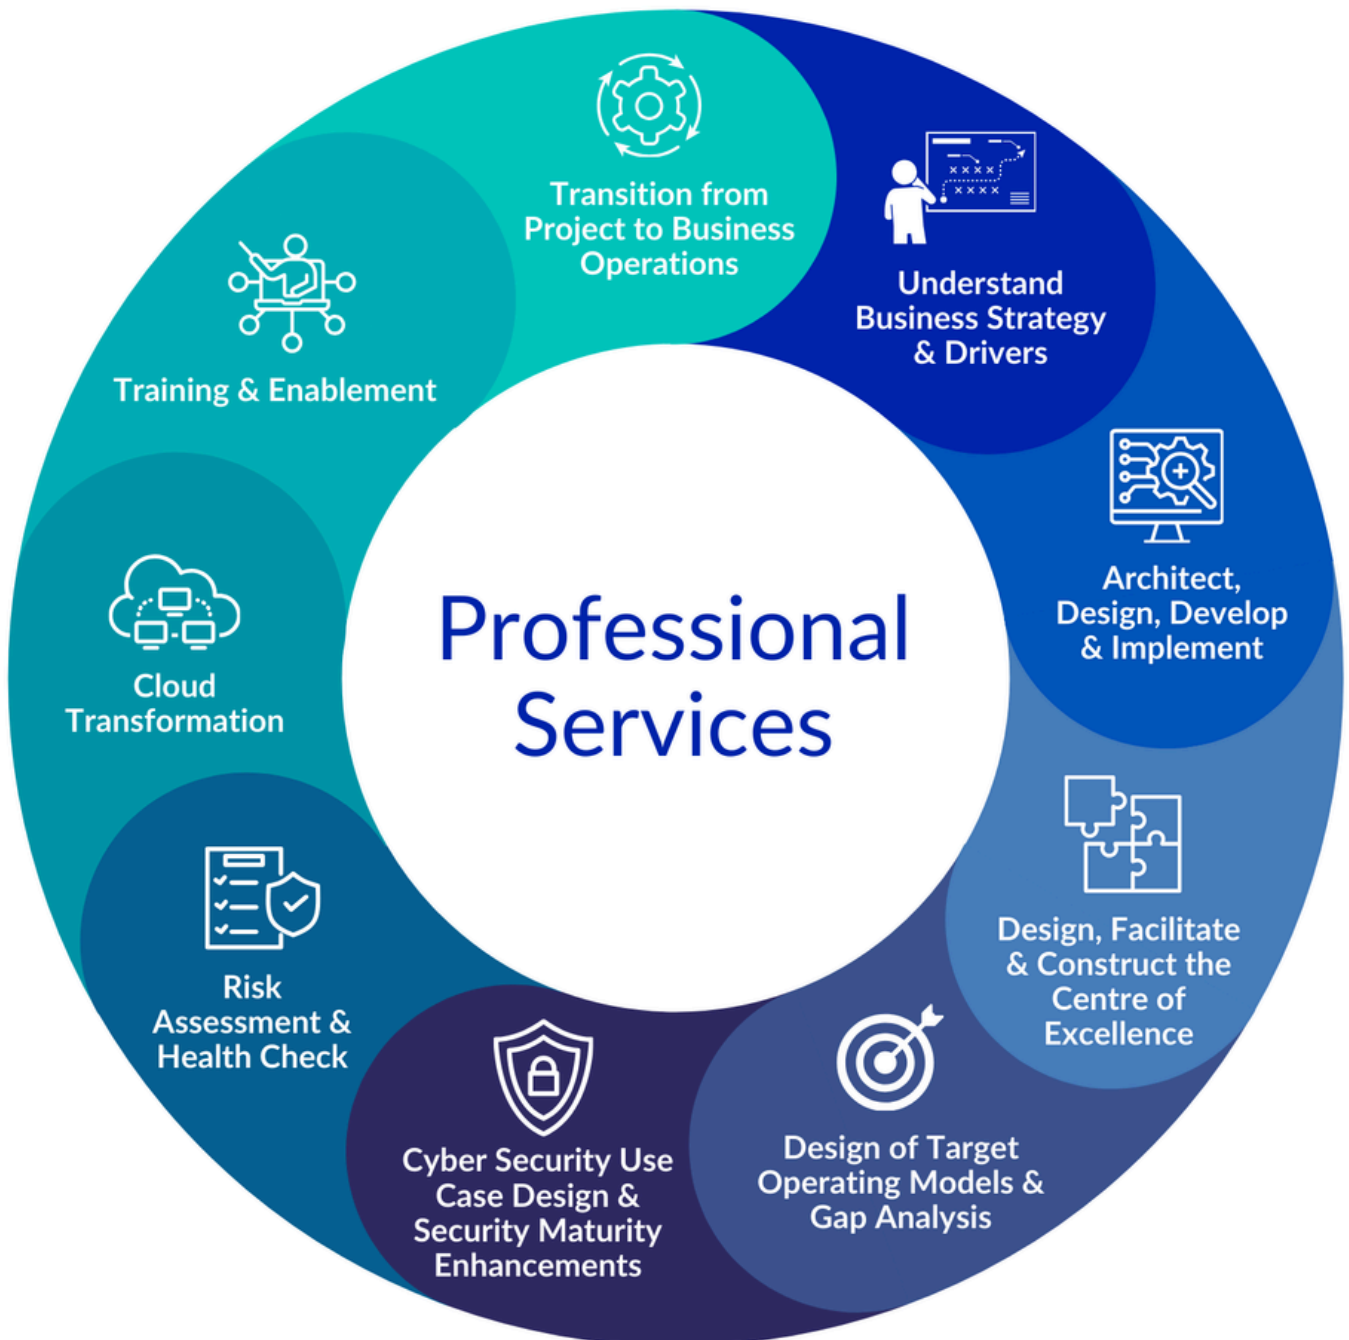 Transition from
Project to Business
Operations
Understand
Business Strategy
& Drivers
Architect,
Design, Develop
& Implement
Design, Facilitate
& Construct the
Centre of
Excellence
Design of Target
Operating Models &
Gap Analysis
Cyber Security Use
Case Design &
Security Maturity
Enhancements
Risk
Assessment &
Health Check
Cloud
Transformation
Training & Enablement
Professional
Services